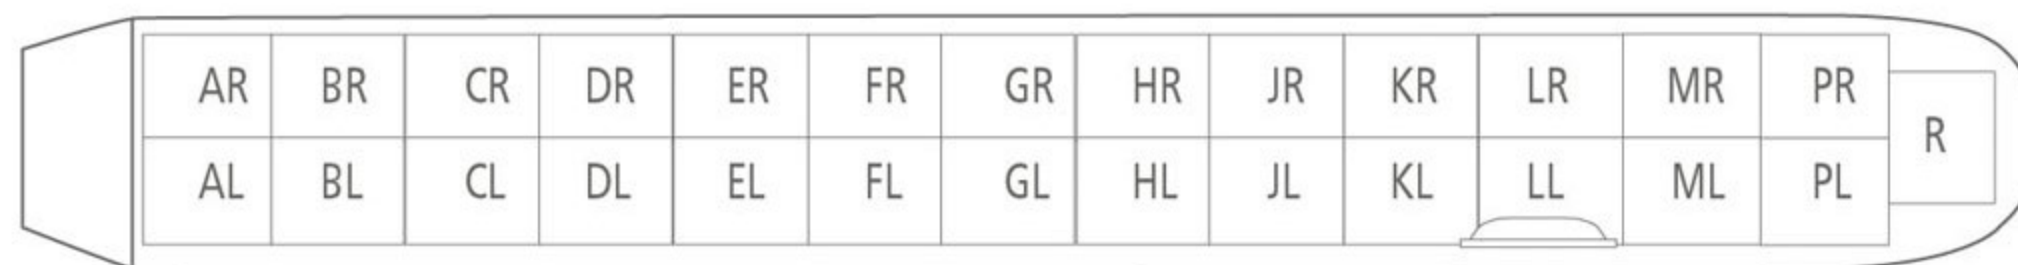 AR BR CR DR ER FR GR HR JR KR LR MR PR
R
AL BL CL DL EL FL GL HL JL KL LL ML PL